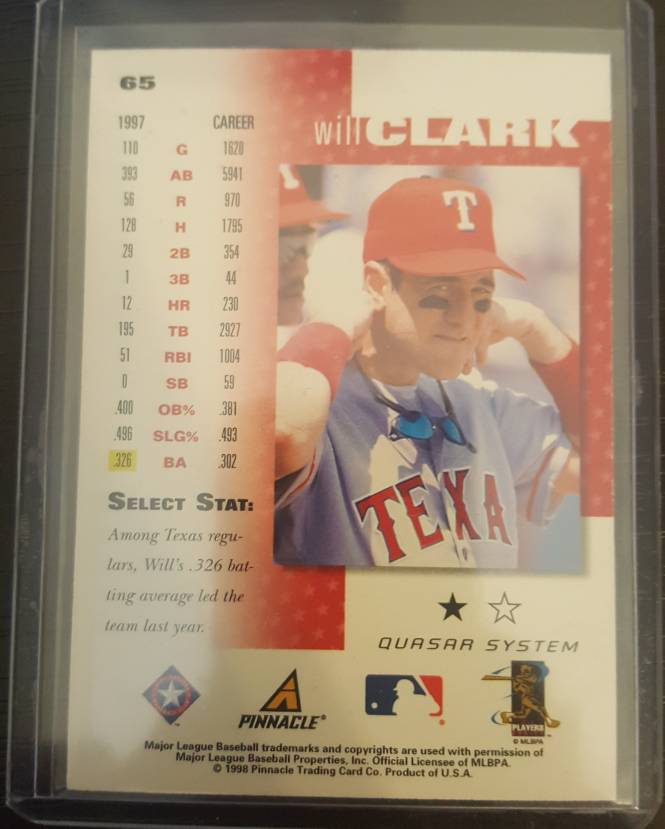 65
1997 CAREER
110 G 1620
393 AB 5941
56 R 970
128 H 1795
29 2B 354
1 3B 44
12 HR 230
195 TB 2927
51 RBI 1004
0 SB 59
.400 OB% .381
.496 SLG% .493
.326 BA .302
SELECT STAT:
Among Texas regu-
lars, Will's .326 bat-
ting average led the
team last year.
will CLARK
T
T
TEXA
QUASAR SYSTEM
PINNACLE®
PLAYERS
© MLBPA
Major League Baseball trademarks and copyrights are used with permission of
Major League Baseball Properties, Inc. Official Licensee of MLBPA.
© 1998 Pinnacle Trading Card Co. Product of U.S.A.